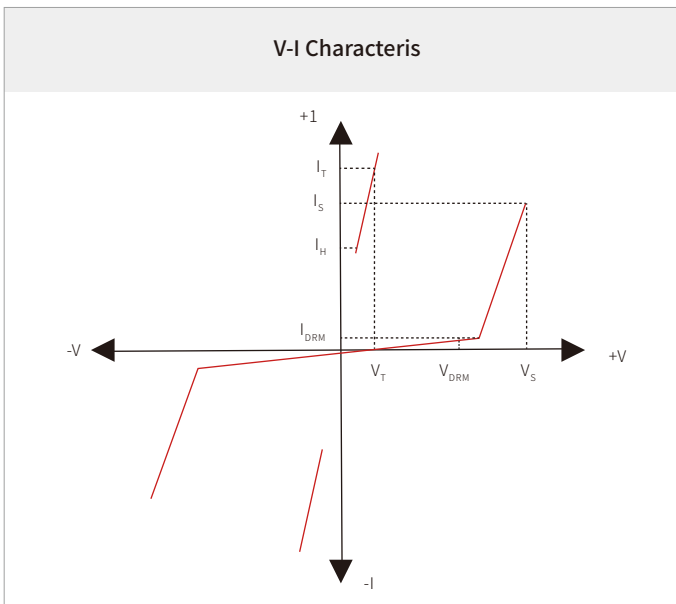 V-I Characteris
+1
I_T
I_S
I_H
I_DRM
-V
+V
V_T
V_DRM
V_S
-I